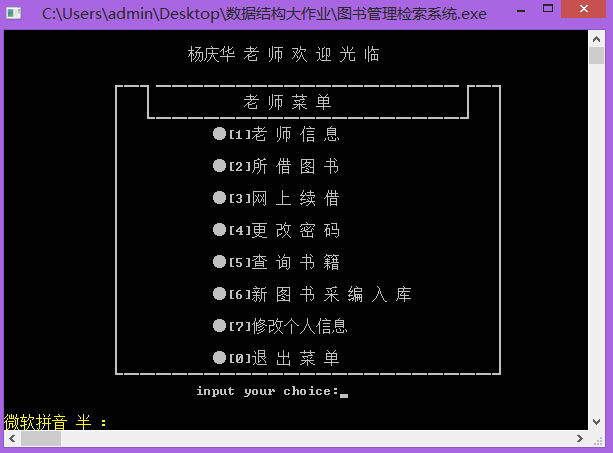 C:\Users\admin\Desktop\数据结构大作业\图书管理检索系统.exe
杨庆华 老 师 欢 迎 光 临
老 师 菜 单
●[1]老 师 信 息
●[2]所 借 图 书
●[3]网 上 续 借
●[4]更 改 密 码
●[5]查 询 书 籍
●[6]新 图 书 采 编 入 库
●[7]修改个人信息
●[0]退 出 菜 单
input your choice:
微软拼音 半 :